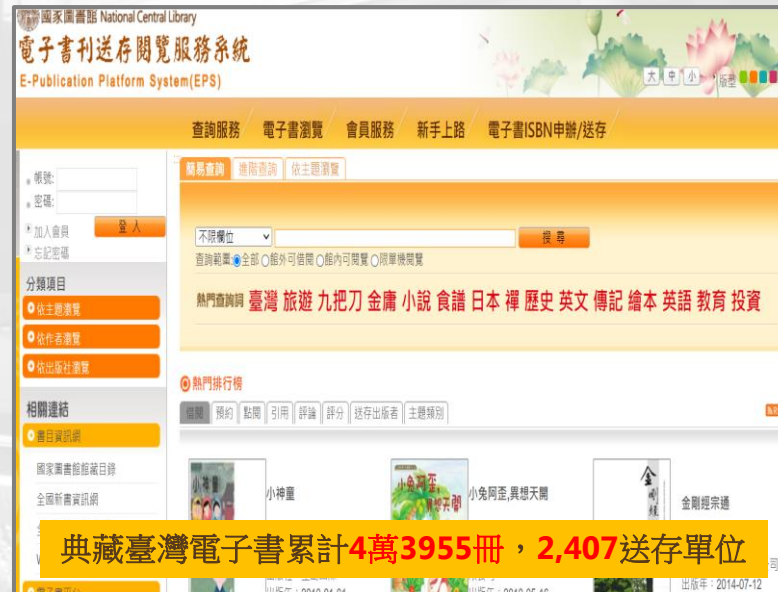 國家圖書館 National Central Library
電子書刊送存閱覽服務系統
E-Publication Platform System(EPS)
大 中 小 版型
查詢服務 電子書瀏覽 會員服務 新手上路 電子書ISBN申辦/送存
簡易查詢 進階查詢 依主題瀏覽
帳號:
密碼:
登入
加入會員
忘記密碼
不限欄位 搜尋
查詢範圍: 全部 館外可借閱 館內可閱覽 限單機閱覽
熱門查詢詞 臺灣 旅遊 九把刀 金庸 小說 食譜 日本 禪 歷史 英文 傳記 繪本 英語 教育 投資
分類項目
依主題瀏覽
依作者瀏覽
依出版社瀏覽
熱門排行榜
借閱 預約 點閱 引用 評論 評分 送存出版者 主題類別
相關連結
書目資訊網
國家圖書館館藏目錄
全國新書資訊網
小神童
小兔阿歪,異想天開
金剛經宗通
典藏臺灣電子書累計4萬3955冊，2,407送存單位
出版年：2014-07-12